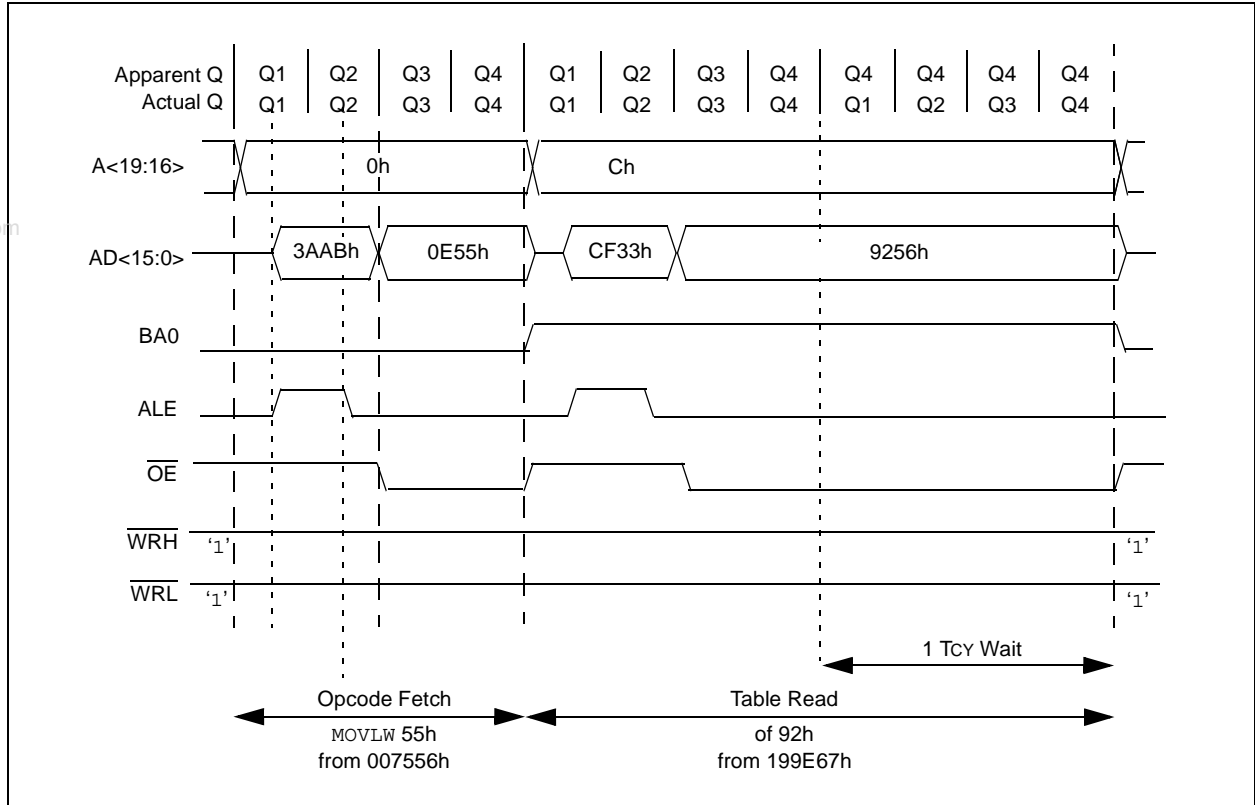 Apparent Q Q1 Q2 Q3 Q4 Q1 Q2 Q3 Q4 Q4 Q4 Q4 Q4
Actual Q Q1 Q2 Q3 Q4 Q1 Q2 Q3 Q4 Q1 Q2 Q3 Q4
A<19:16> 0h Ch
om
AD<15:0> 3AABh 0E55h CF33h 9256h
BA0
ALE
OE
WRH ‘1’ ‘1’
WRL ‘1’ ‘1’
1 TCY Wait
Opcode Fetch Table Read
MOVLW 55h of 92h
from 007556h from 199E67h